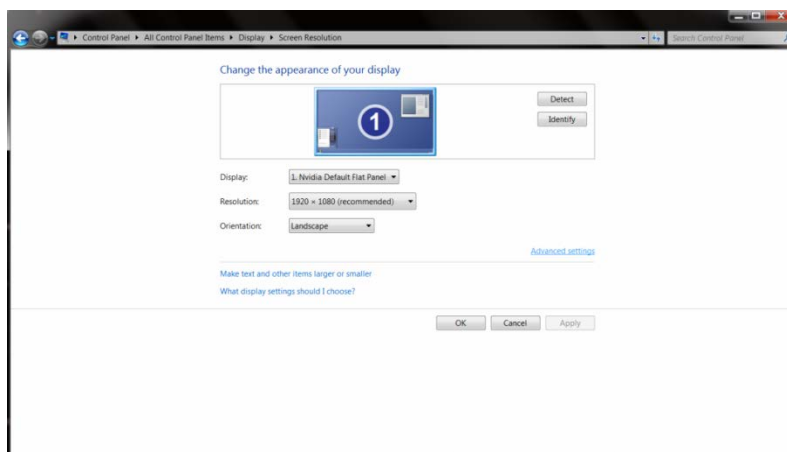 Control Panel ▸ All Control Panel Items ▸ Display ▸ Screen Resolution
Search Control Panel
Change the appearance of your display
1
Detect
Identify
Display: 1. Nvidia Default Flat Panel
Resolution: 1920 × 1080 (recommended)
Orientation: Landscape
Advanced settings
Make text and other items larger or smaller
What display settings should I choose?
OK Cancel Apply